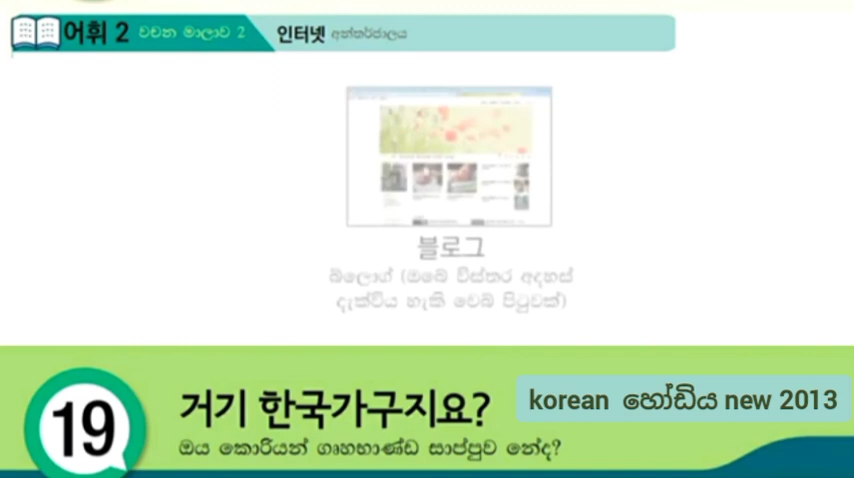 어휘 2 වචන මාලාව 2 인터넷 අන්තර්ජාලය
블로그
බ්ලොග් (ඔබේ විස්තර අදහස්
දැක්විය හැකි වෙබ් පිටුවක්)
19 거기 한국가구지요? korean හෝඩිය new 2013
ඔය කොරියන් ගෘහභාණ්ඩ සාප්පුව නේද?